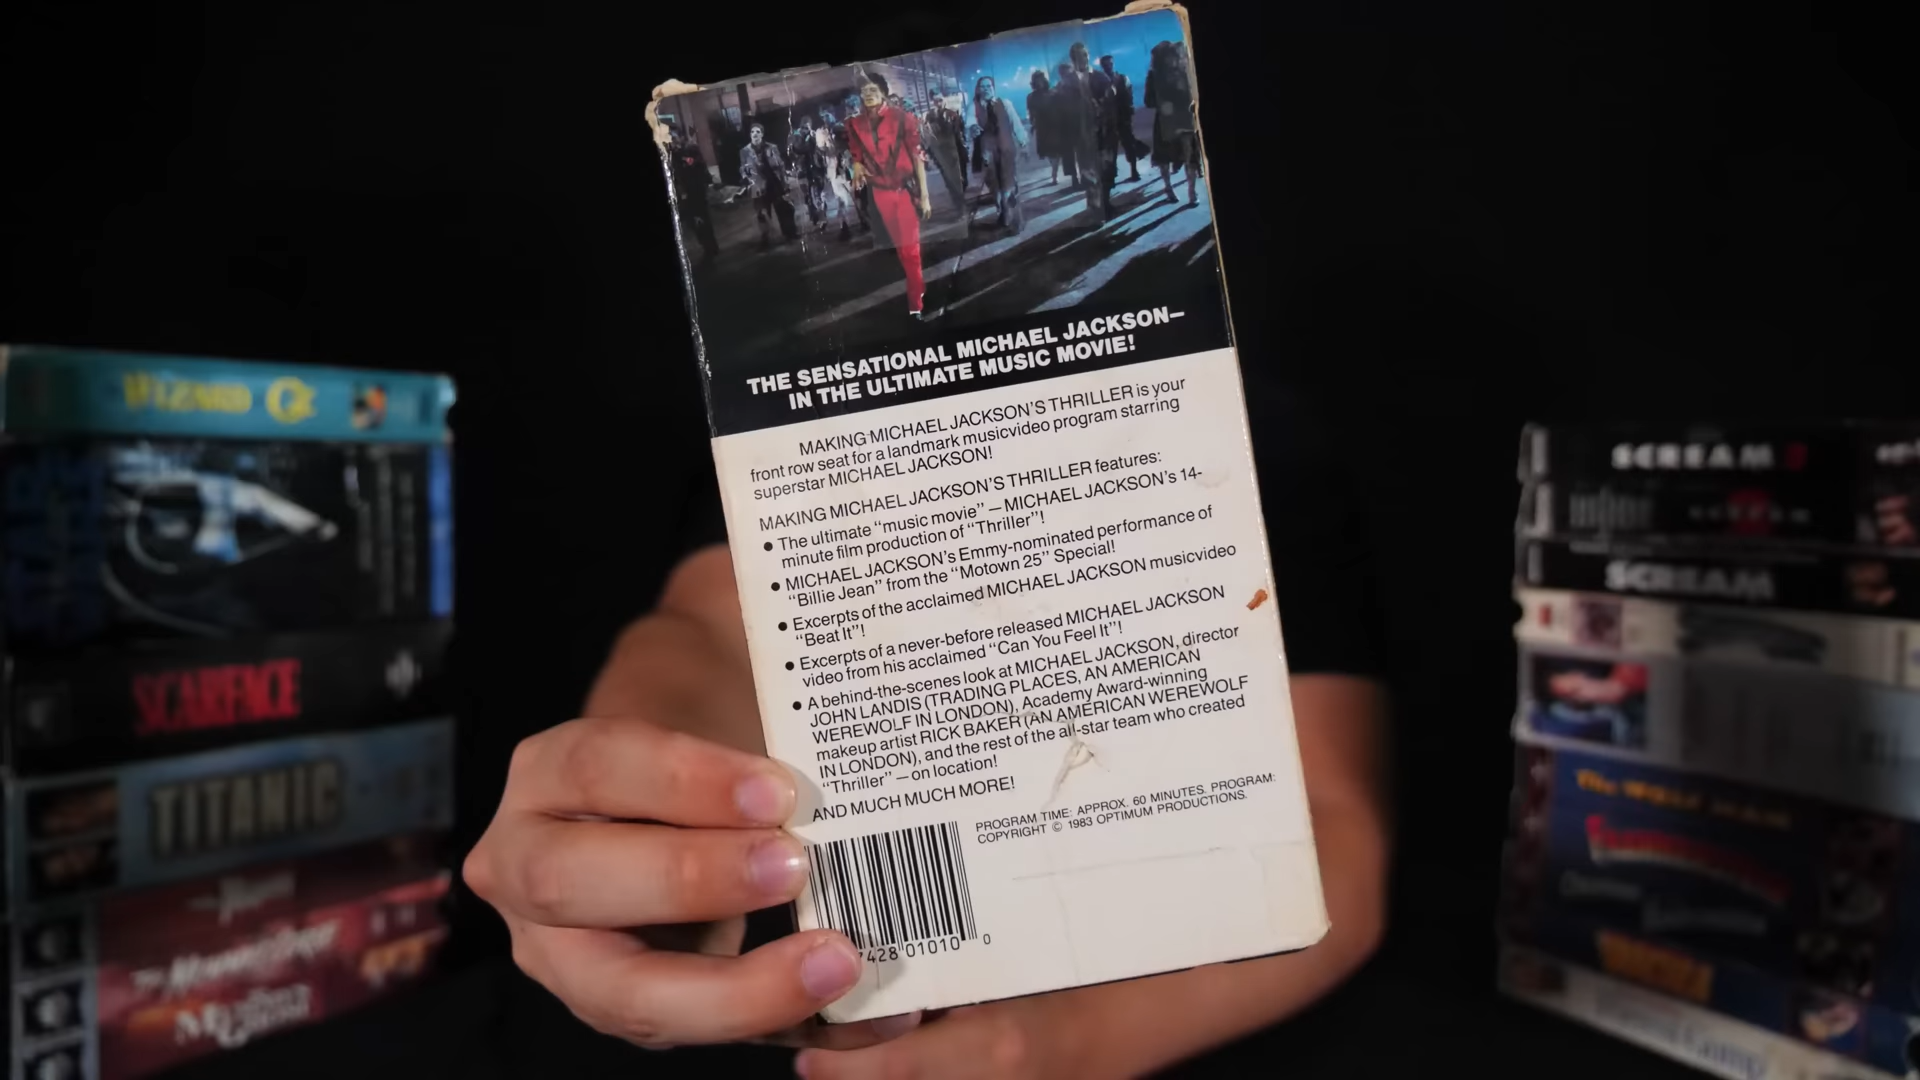 THE SENSATIONAL MICHAEL JACKSON–
IN THE ULTIMATE MUSIC MOVIE!
MAKING MICHAEL JACKSON'S THRILLER is your
front row seat for a landmark musicvideo program starring
superstar MICHAEL JACKSON!
MAKING MICHAEL JACKSON'S THRILLER features:
● The ultimate “music movie” — MICHAEL JACKSON's 14-
minute film production of “Thriller”!
● MICHAEL JACKSON's Emmy-nominated performance of
“Billie Jean” from the “Motown 25” Special!
● Excerpts of the acclaimed MICHAEL JACKSON musicvideo
“Beat It”!
● Excerpts of a never-before released MICHAEL JACKSON
video from his acclaimed “Can You Feel It”!
● A behind-the-scenes look at MICHAEL JACKSON, director
JOHN LANDIS (TRADING PLACES, AN AMERICAN
WEREWOLF IN LONDON), Academy Award-winning
makeup artist RICK BAKER (AN AMERICAN WEREWOLF
IN LONDON), and the rest of the all-star team who created
“Thriller” — on location!
AND MUCH MUCH MORE!
PROGRAM TIME: APPROX. 60 MINUTES. PROGRAM:
COPYRIGHT © 1983 OPTIMUM PRODUCTIONS.
7428 01010 0
WIZARD OZ
SCARFACE
TITANIC
SCREAM 3
SCREAM
SCREAM